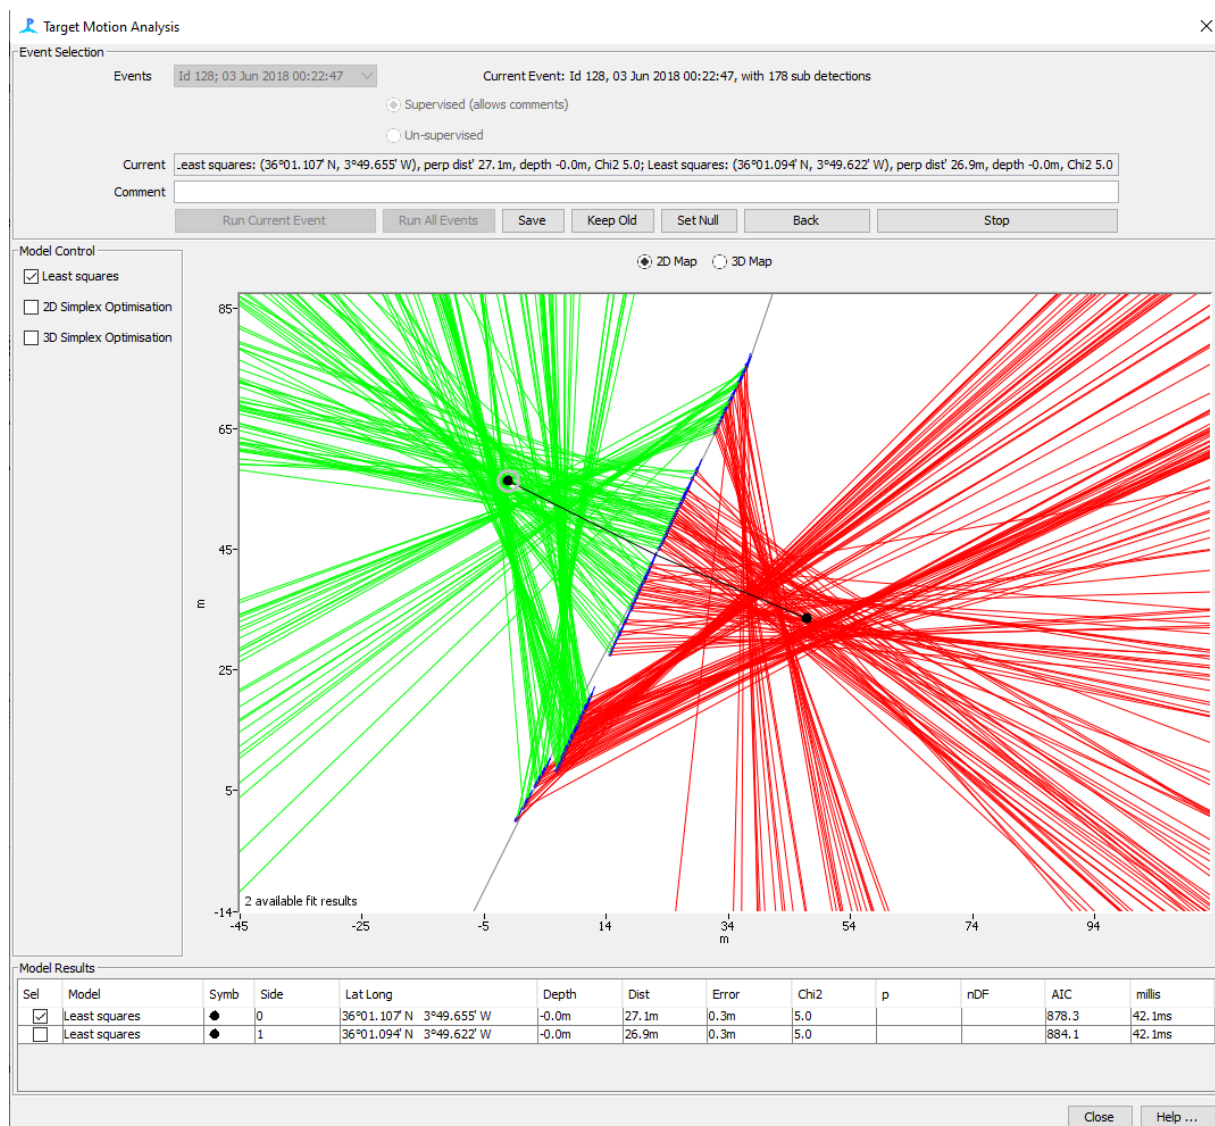 Target Motion Analysis
Event Selection
Events Id 128; 03 Jun 2018 00:22:47 Current Event: Id 128, 03 Jun 2018 00:22:47, with 178 sub detections
Supervised (allows comments)
Un-supervised
Current Least squares: (36°01.107' N, 3°49.655' W), perp dist' 27.1m, depth -0.0m, Chi2 5.0; Least squares: (36°01.094' N, 3°49.622' W), perp dist' 26.9m, depth -0.0m, Chi2 5.0
Comment
Run Current Event Run All Events Save Keep Old Set Null Back Stop
Model Control
Least squares
2D Simplex Optimisation
3D Simplex Optimisation
2D Map 3D Map
85
65
45
m
25
5
-14
2 available fit results
-45 -25 -5 14 34 54 74 94
m
Model Results
Sel Model Symb Side Lat Long Depth Dist Error Chi2 p nDF AIC millis
Least squares 0 36°01.107' N 3°49.655' W -0.0m 27.1m 0.3m 5.0 878.3 42.1ms
Least squares 1 36°01.094' N 3°49.622' W -0.0m 26.9m 0.3m 5.0 884.1 42.1ms
Close Help ...